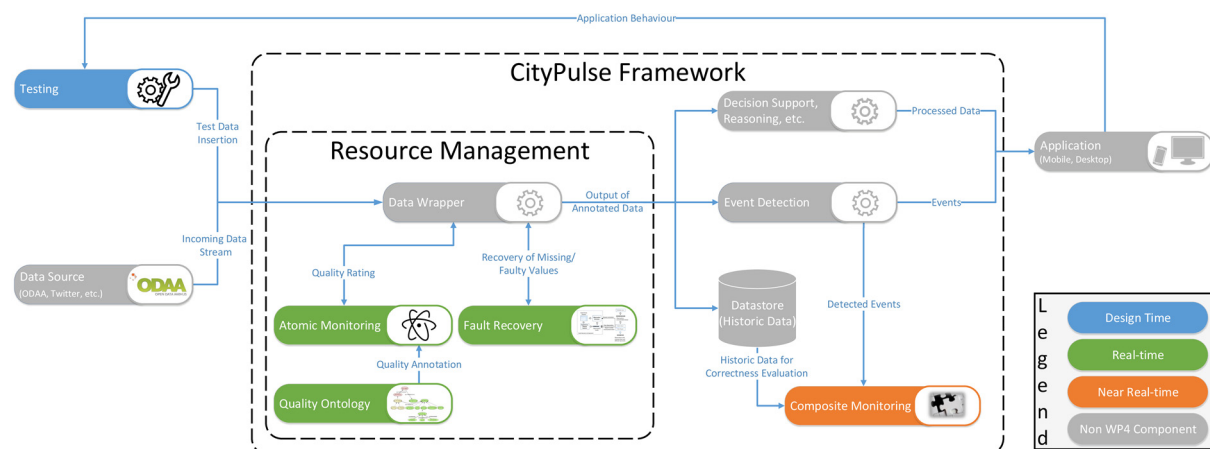 Application Behaviour
CityPulse Framework
Testing
Test Data
Insertion
Resource Management
Decision Support,
Reasoning, etc.
Processed Data
Application
(Mobile, Desktop)
Data Wrapper
Output of
Annotated Data
Event Detection
Events
Incoming Data
Stream
Data Source
(ODAA, Twitter, etc.)
ODAA
Quality Rating
Recovery of Missing/
Faulty Values
Atomic Monitoring
Fault Recovery
Quality Annotation
Quality Ontology
Datastore
(Historic Data)
Detected Events
Historic Data for
Correctness Evaluation
Composite Monitoring
Legend
Design Time
Real-time
Near Real-time
Non WP4 Component